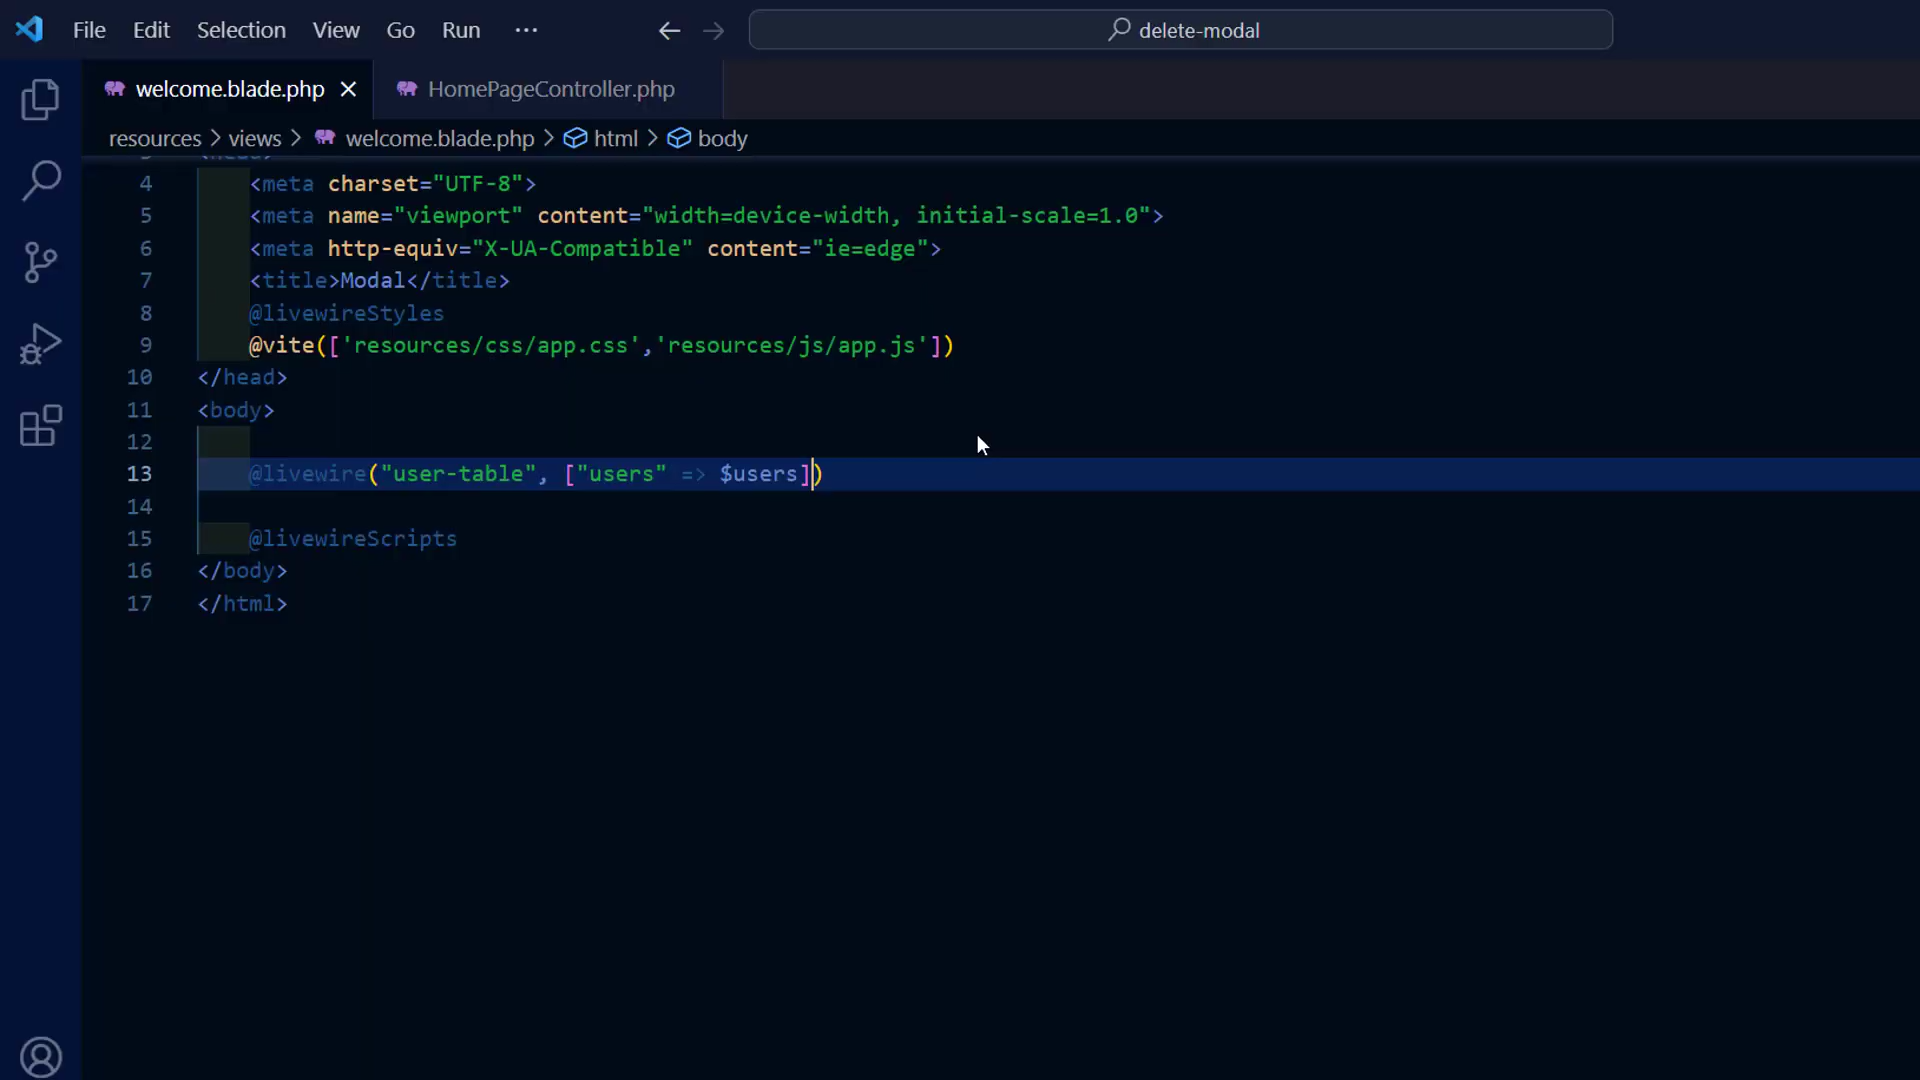 File Edit Selection View Go Run ··· delete-modal
welcome.blade.php HomePageController.php
resources > views > welcome.blade.php > html > body
4 <meta charset="UTF-8">
5 <meta name="viewport" content="width=device-width, initial-scale=1.0">
6 <meta http-equiv="X-UA-Compatible" content="ie=edge">
7 <title>Modal</title>
8 @livewireStyles
9 @vite(['resources/css/app.css','resources/js/app.js'])
10 </head>
11 <body>
12
13 @livewire("user-table", ["users" => $users])
14
15 @livewireScripts
16 </body>
17 </html>